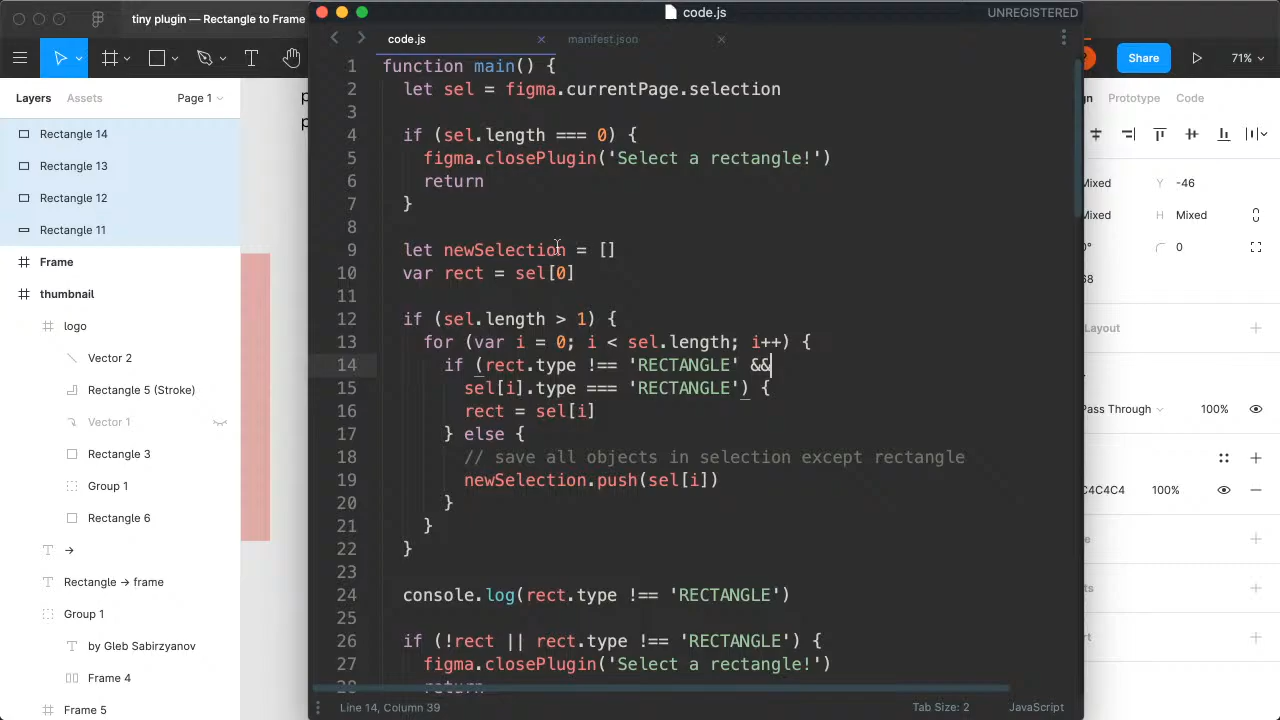 tiny plugin — Rectangle to Frame
code.js
UNREGISTERED
Share
71%
Layers
Assets
Page 1
Rectangle 14
Rectangle 13
Rectangle 12
Rectangle 11
Frame
thumbnail
logo
Vector 2
Rectangle 5 (Stroke)
Vector 1
Rectangle 3
Group 1
Rectangle 6
→
Rectangle → frame
Group 1
by Gleb Sabirzyanov
Frame 4
Frame 5
code.js
manifest.json
1 function main() {
2 let sel = figma.currentPage.selection
3
4 if (sel.length === 0) {
5 figma.closePlugin('Select a rectangle!')
6 return
7 }
8
9 let newSelection = []
10 var rect = sel[0]
11
12 if (sel.length > 1) {
13 for (var i = 0; i < sel.length; i++) {
14 if (rect.type !== 'RECTANGLE' &&
15 sel[i].type === 'RECTANGLE') {
16 rect = sel[i]
17 } else {
18 // save all objects in selection except rectangle
19 newSelection.push(sel[i])
20 }
21 }
22 }
23
24 console.log(rect.type !== 'RECTANGLE')
25
26 if (!rect || rect.type !== 'RECTANGLE') {
27 figma.closePlugin('Select a rectangle!')
28 return
Line 14, Column 39
Tab Size: 2
JavaScript
Prototype
Code
Mixed
Y -46
Mixed
H Mixed
0°
0
68
Layout
Pass Through
100%
C4C4C4
100%